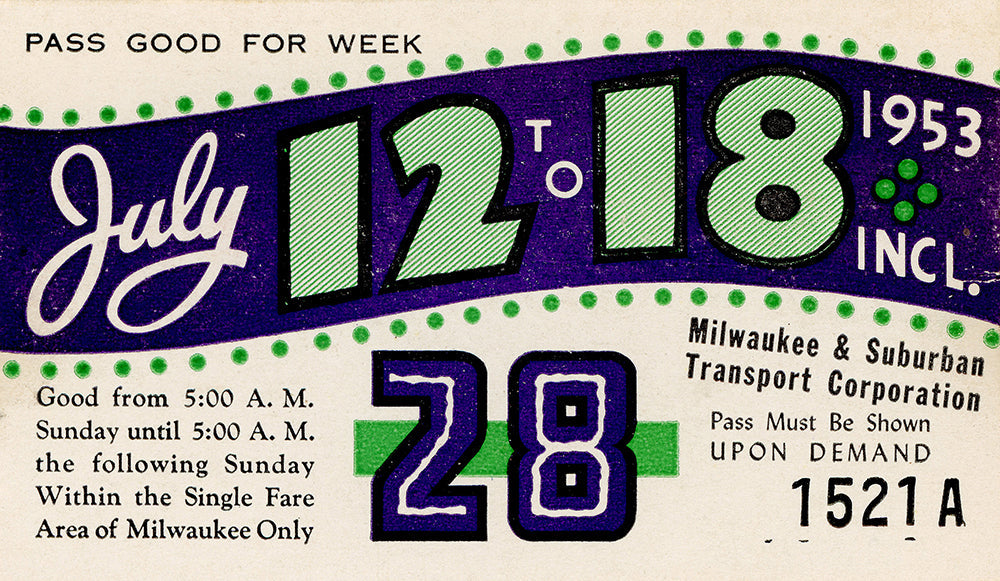 PASS GOOD FOR WEEK
July 12 TO 18 1953 INCL.
Good from 5:00 A. M.
Sunday until 5:00 A. M.
the following Sunday
Within the Single Fare
Area of Milwaukee Only
28
Milwaukee & Suburban
Transport Corporation
Pass Must Be Shown
UPON DEMAND
1521 A